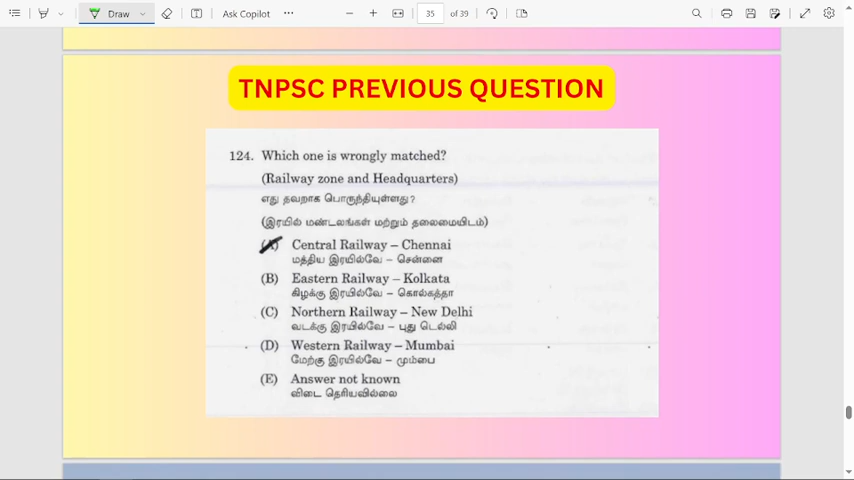 Draw
Ask Copilot
35
of 39
TNPSC PREVIOUS QUESTION
124. Which one is wrongly matched?
(Railway zone and Headquarters)
எது தவறாக பொருந்தியுள்ளது?
(இரயில் மண்டலங்கள் மற்றும் தலைமையிடம்)
(A) Central Railway – Chennai
மத்திய இரயில்வே – சென்னை
(B) Eastern Railway – Kolkata
கிழக்கு இரயில்வே – கொல்கத்தா
(C) Northern Railway – New Delhi
வடக்கு இரயில்வே – புது டெல்லி
(D) Western Railway – Mumbai
மேற்கு இரயில்வே – மும்பை
(E) Answer not known
விடை தெரியவில்லை